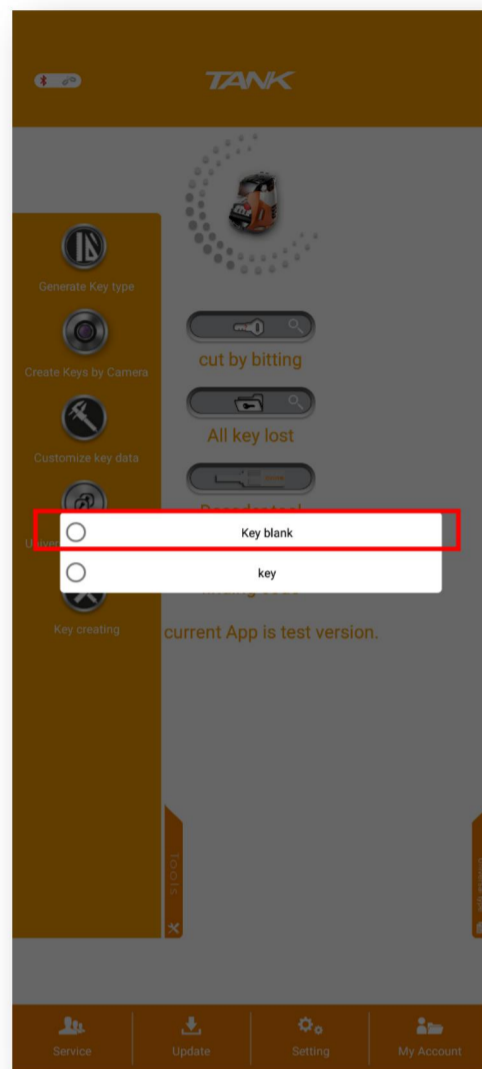 TANK
Generate Key type
Create Keys by Camera
cut by bitting
Customize key data
All key lost
Key blank
key
Key creating
current App is test version.
Tools
Service
Update
Setting
My Account